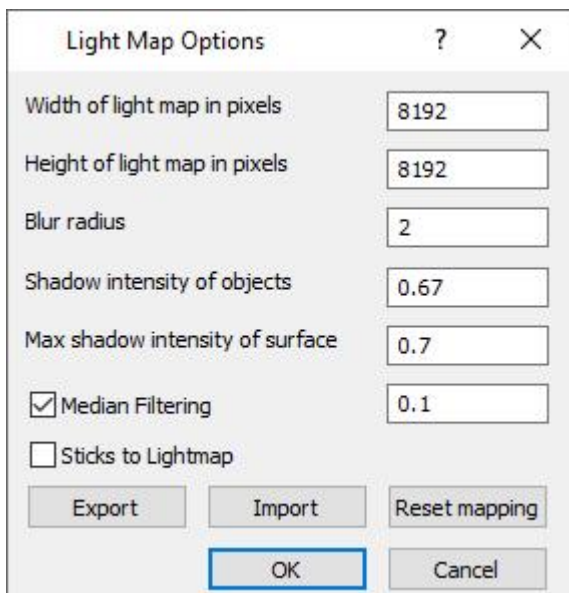 Light Map Options ? X
Width of light map in pixels 8192
Height of light map in pixels 8192
Blur radius 2
Shadow intensity of objects 0.67
Max shadow intensity of surface 0.7
Median Filtering 0.1
Sticks to Lightmap
Export Import Reset mapping
OK Cancel